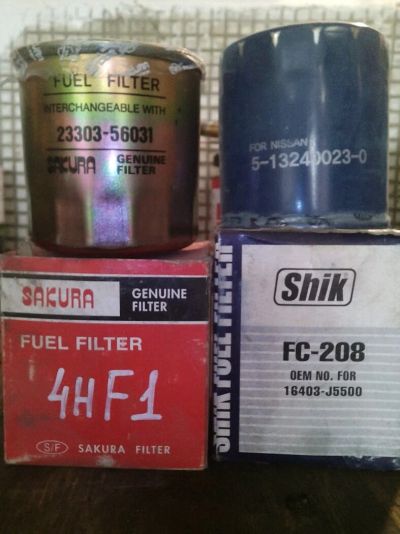 FUEL FILTER
INTERCHANGEABLE WITH
23303-56031
SAKURA GENUINE FILTER
SAKURA GENUINE FILTER
FUEL FILTER
4HF1
S/F SAKURA FILTER
FOR NISSAN
5-13240023-0
Shik
FC-208
OEM NO. FOR
16403-J5500
SHIK FUEL FILTER